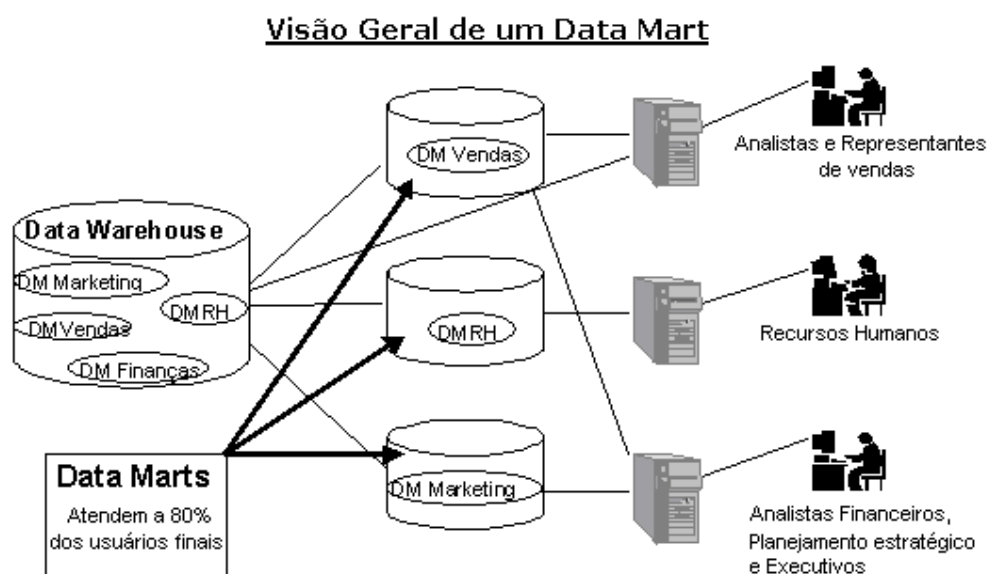 Visão Geral de um Data Mart
DM Vendas
Analistas e Representantes
de vendas
Data Warehouse
DM Marketing
DM RH
DM Vendas
DM Finanças
DM RH
Recursos Humanos
Data Marts
Atendem a 80%
dos usuários finais
DM Marketing
Analistas Financeiros,
Planejamento estratégico
e Executivos